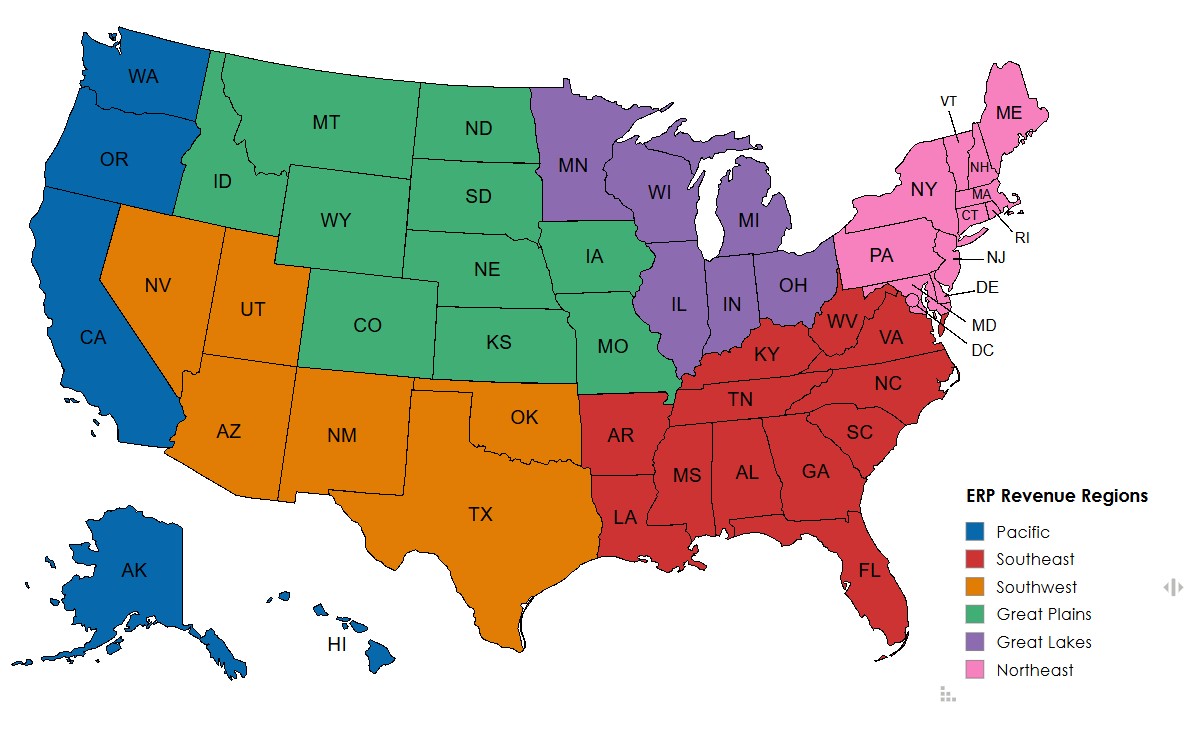 WA
OR
CA
NV
ID
MT
WY
UT
CO
AZ
NM
ND
SD
NE
KS
OK
TX
MN
IA
MO
AR
LA
WI
IL
MI
IN
OH
KY
TN
MS
AL
GA
FL
SC
NC
VA
WV
PA
NY
VT
NH
ME
MA
CT
RI
NJ
DE
MD
DC
AK
HI
ERP Revenue Regions
Pacific
Southeast
Southwest
Great Plains
Great Lakes
Northeast